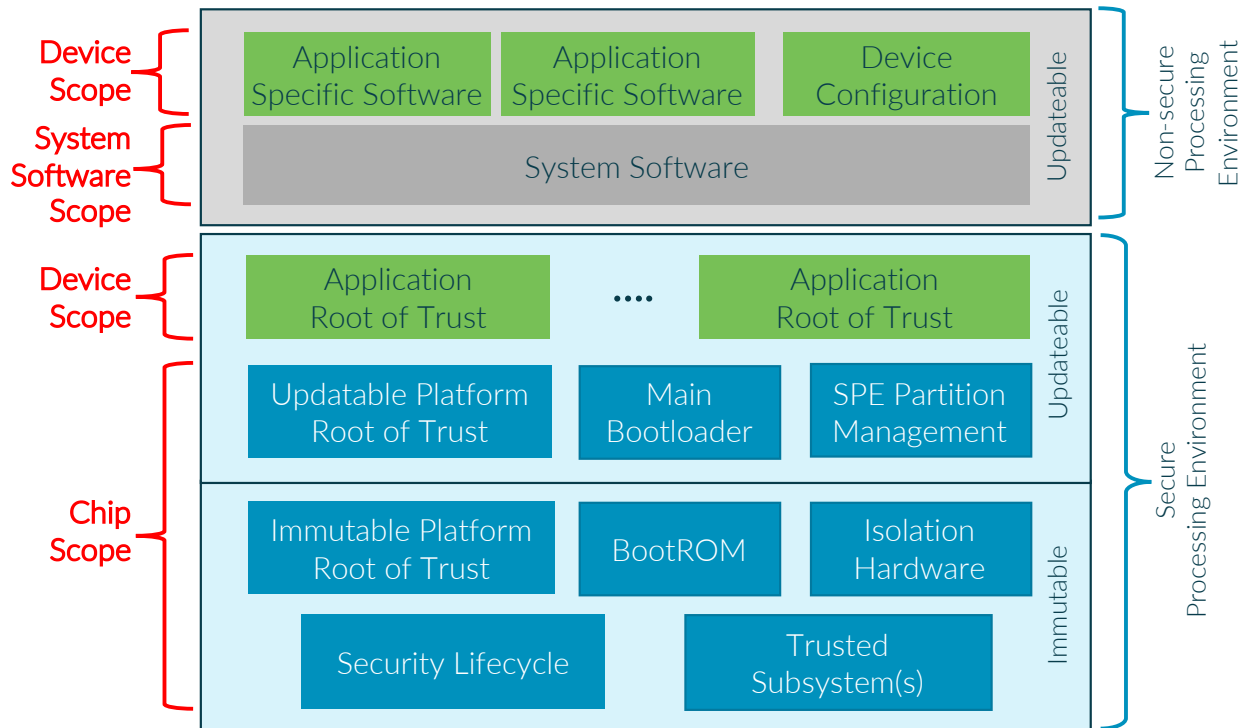 Device
Scope
Application
Specific Software
Application
Specific Software
Device
Configuration
System
Software
Scope
System Software
Updateable
Non-secure
Processing
Environment
Device
Scope
Application
Root of Trust
....
Application
Root of Trust
Updatable Platform
Root of Trust
Main
Bootloader
SPE Partition
Management
Updateable
Chip
Scope
Immutable Platform
Root of Trust
BootROM
Isolation
Hardware
Security Lifecycle
Trusted
Subsystem(s)
Immutable
Secure
Processing Environment